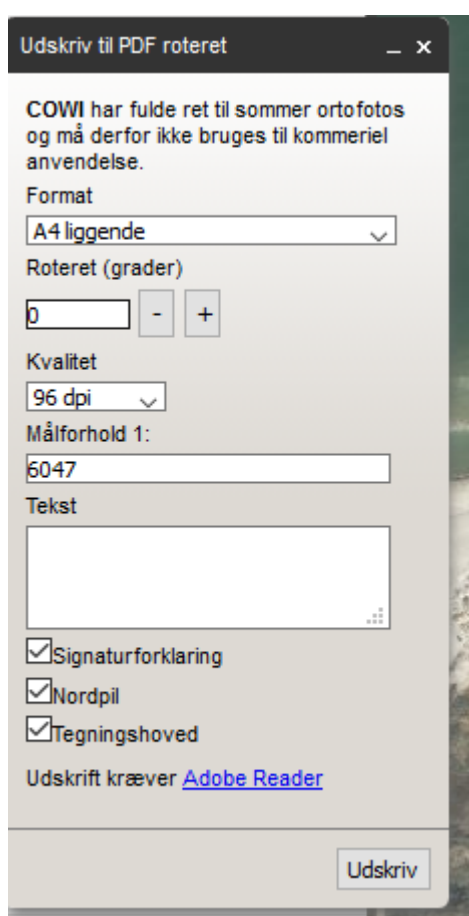 Udskriv til PDF roteret
COWI har fulde ret til sommer ortofotos
og må derfor ikke bruges til kommeriel
anvendelse.
Format
A4 liggende
Roteret (grader)
0
- +
Kvalitet
96 dpi
Målforhold 1:
6047
Tekst
Signaturforklaring
Nordpil
Tegningshoved
Udskrift kræver Adobe Reader
Udskriv